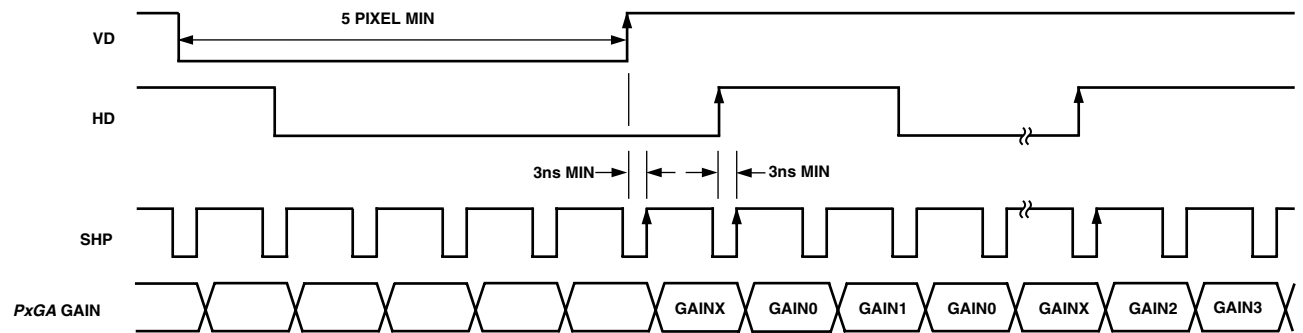 5 PIXEL MIN
VD
HD
3ns MIN
3ns MIN
SHP
PxGA GAIN
GAINX
GAIN0
GAIN1
GAIN0
GAINX
GAIN2
GAIN3